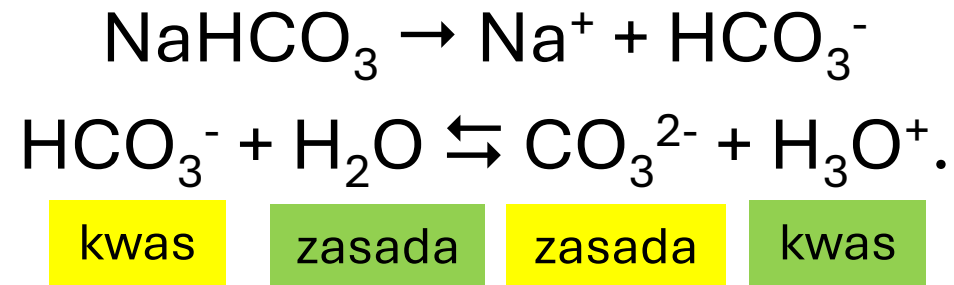 NaHCO₃ → Na⁺ + HCO₃⁻
HCO₃⁻ + H₂O ⇆ CO₃²⁻ + H₃O⁺.
kwas zasada zasada kwas